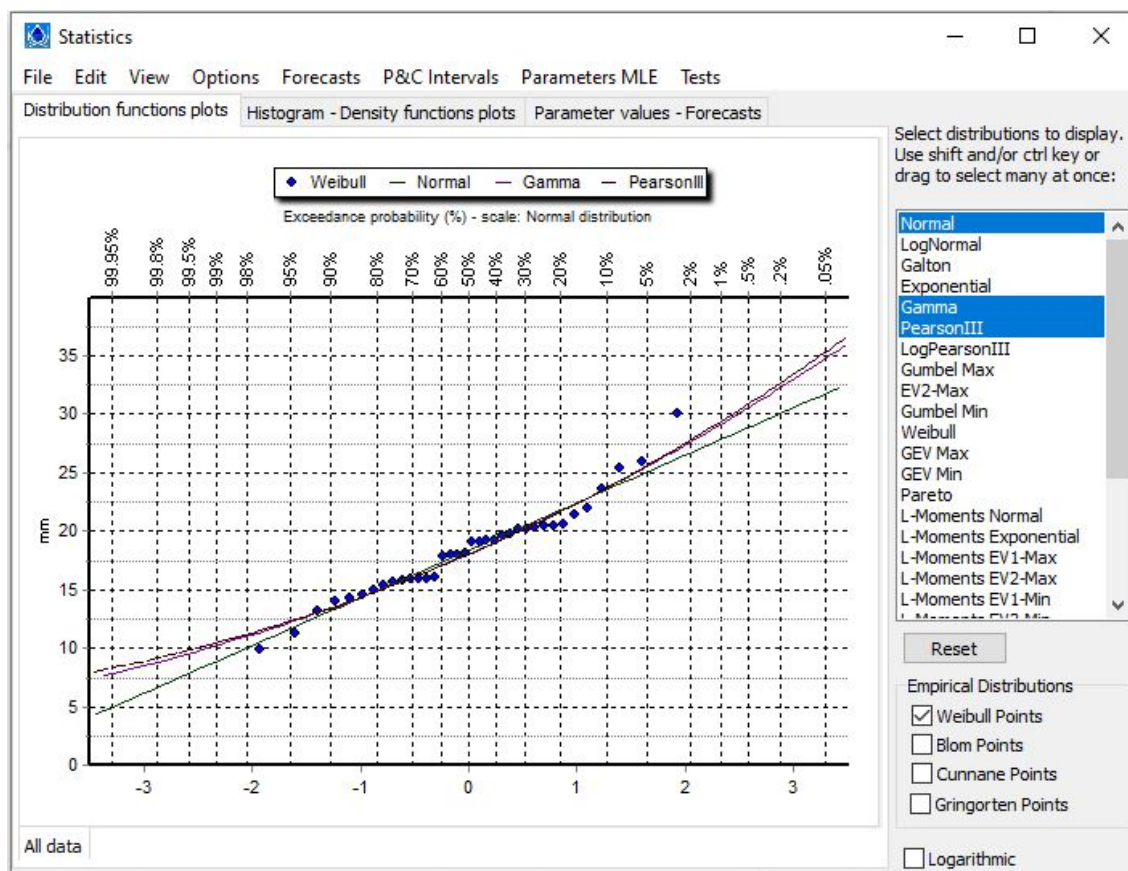 Statistics
File Edit View Options Forecasts P&C Intervals Parameters MLE Tests
Distribution functions plots Histogram - Density functions plots Parameter values - Forecasts
Weibull Normal Gamma PearsonIII
Exceedance probability (%) - scale: Normal distribution
99.95% 99.8% 99.5% 99% 98% 95% 90% 80% 70% 60% 50% 40% 30% 20% 10% 5% 2% 1% .5% .2% .05%
35
30
25
20
15
10
5
0
mm
-3 -2 -1 0 1 2 3
All data
Select distributions to display.
Use shift and/or ctrl key or
drag to select many at once:
Normal
LogNormal
Galton
Exponential
Gamma
PearsonIII
LogPearsonIII
Gumbel Max
EV2-Max
Gumbel Min
Weibull
GEV Max
GEV Min
Pareto
L-Moments Normal
L-Moments Exponential
L-Moments EV1-Max
L-Moments EV2-Max
L-Moments EV1-Min
Reset
Empirical Distributions
Weibull Points
Blom Points
Cunnane Points
Gringorten Points
Logarithmic